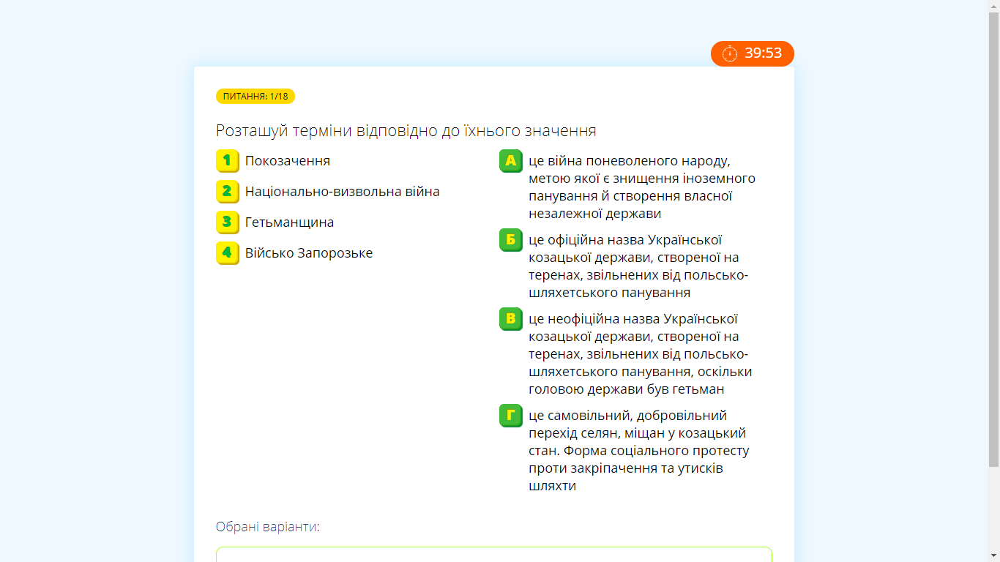 39:53
ПИТАННЯ: 1/18
Розташуй терміни відповідно до їхнього значення
1 Покозачення
2 Національно-визвольна війна
3 Гетьманщина
4 Військо Запорозьке
А це війна поневоленого народу,
метою якої є знищення іноземного
панування й створення власної
незалежної держави
Б це офіційна назва Української
козацької держави, створеної на
теренах, звільнених від польсько-
шляхетського панування
В це неофіційна назва Української
козацької держави, створеної на
теренах, звільнених від польсько-
шляхетського панування, оскільки
головою держави був гетьман
Г це самовільний, добровільний
перехід селян, міщан у козацький
стан. Форма соціального протесту
проти закріпачення та утисків
шляхти
Обрані варіанти: